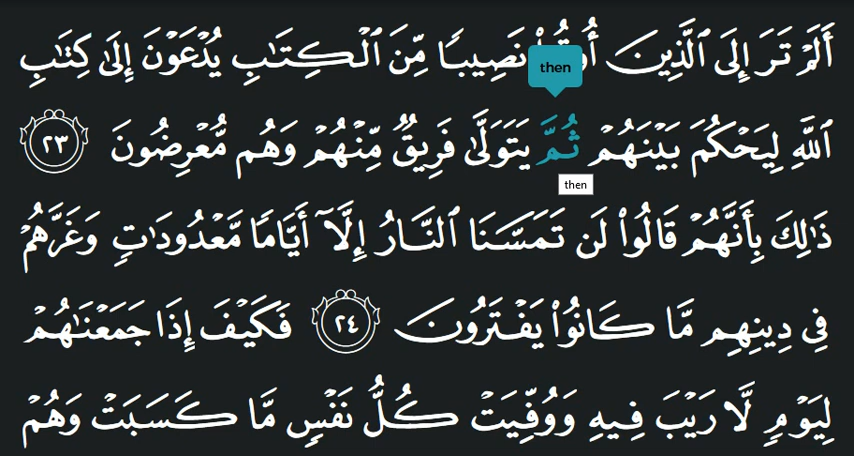 أَلَمْ تَرَ إِلَى ٱلَّذِينَ نَصِيبًا مِّنَ ٱلْكِتَٰبِ يُدْعَوْنَ إِلَىٰ كِتَٰبِ
then
ٱللَّهِ لِيَحْكُمَ بَيْنَهُمْ ثُمَّ يَتَوَلَّىٰ فَرِيقٌ مِّنْهُمْ وَهُم مُّعْرِضُونَ ٢٣
then
ذَٰلِكَ بِأَنَّهُمْ قَالُوا۟ لَن تَمَسَّنَا ٱلنَّارُ إِلَّآ أَيَّامًا مَّعْدُودَٰتٍ وَغَرَّهُمْ
فِى دِينِهِم مَّا كَانُوا۟ يَفْتَرُونَ ٢٤ فَكَيْفَ إِذَا جَمَعْنَٰهُمْ
لِيَوْمٍ لَّا رَيْبَ فِيهِ وَوُفِّيَتْ كُلُّ نَفْسٍ مَّا كَسَبَتْ وَهُمْ